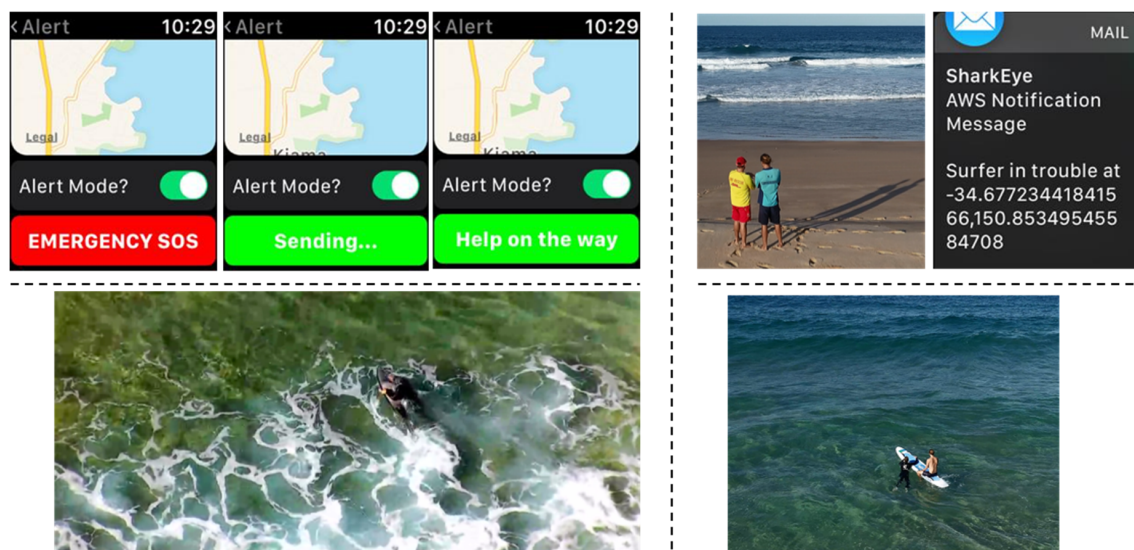 < Alert 10:29
Legal
Alert Mode?
EMERGENCY SOS
< Alert 10:29
Legal
Kiama
Alert Mode?
Sending...
< Alert 10:29
Legal
Kiama
Alert Mode?
Help on the way
MAIL
SharkEye
AWS Notification
Message
Surfer in trouble at
-34.677234418415
66,150.853495455
84708